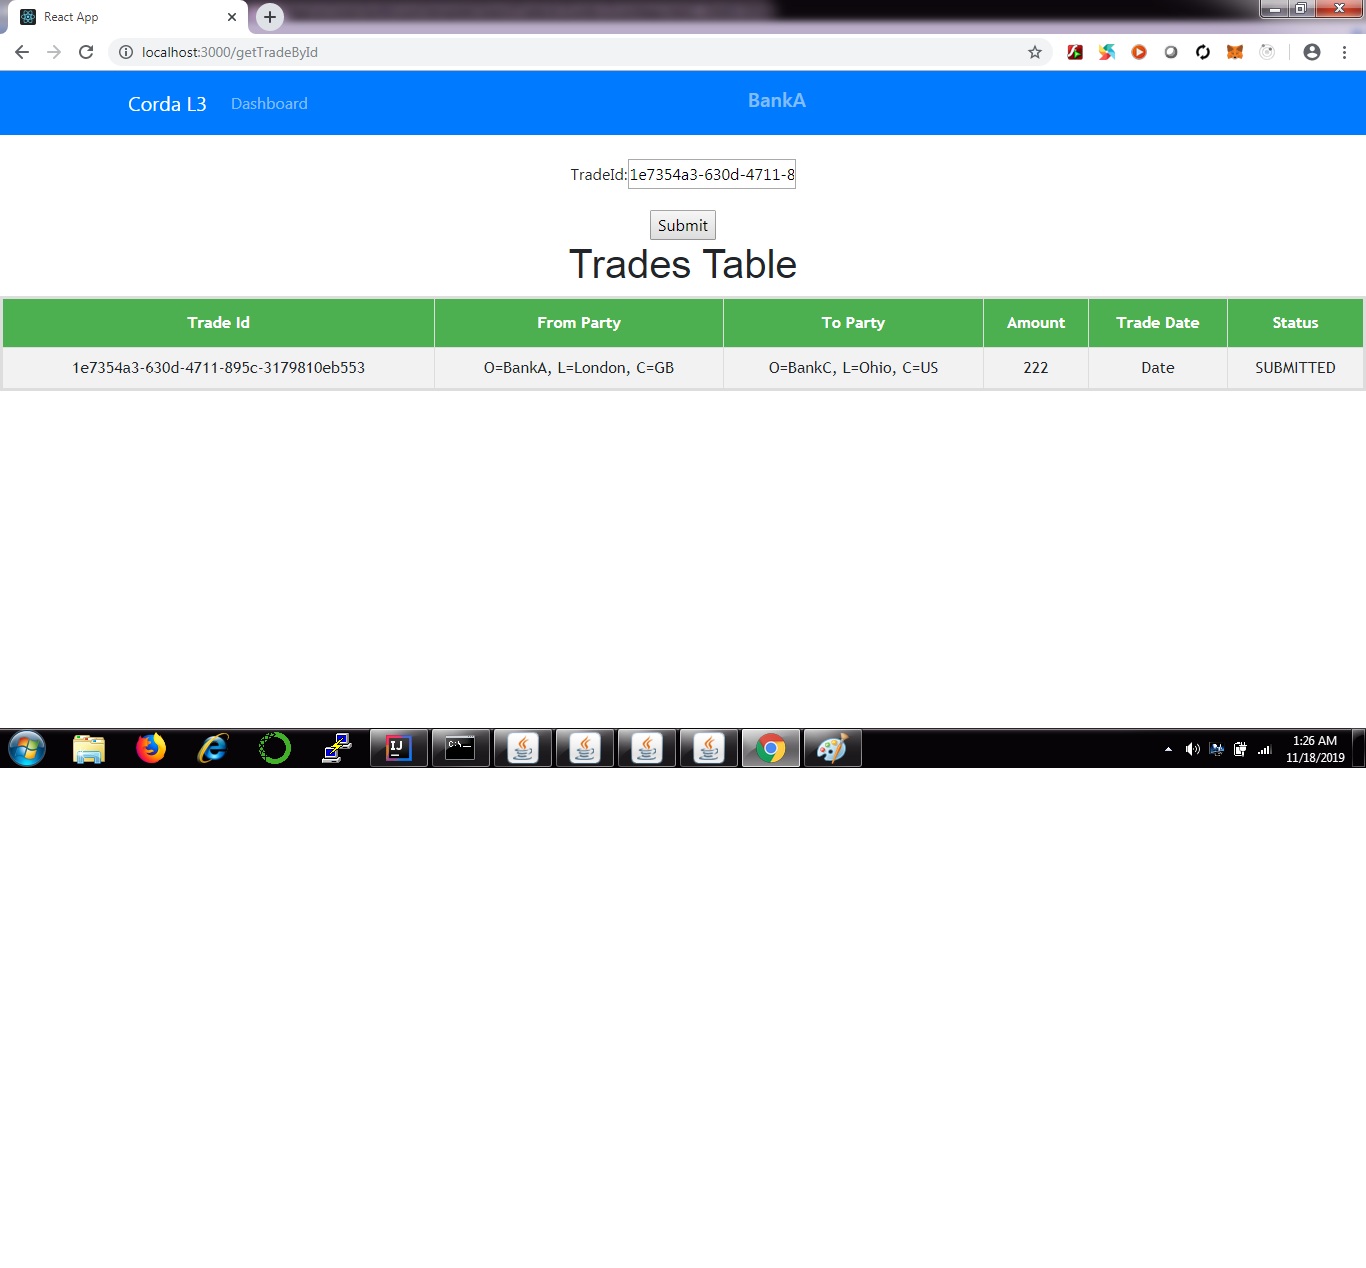 React App
localhost:3000/getTradeById
Corda L3 Dashboard BankA
TradeId: 1e7354a3-630d-4711-8
Submit
Trades Table
Trade Id From Party To Party Amount Trade Date Status
1e7354a3-630d-4711-895c-3179810eb553 O=BankA, L=London, C=GB O=BankC, L=Ohio, C=US 222 Date SUBMITTED
1:26 AM
11/18/2019